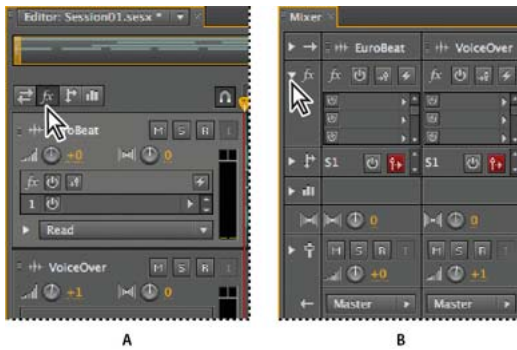 Editor: Session01.sesx *
fx
EuroBeat M S R I
+0 0
fx
1
Read
VoiceOver M S R I
+1 0
A
Mixer
EuroBeat VoiceOver
fx fx fx
S1 S1
0 0
M S R I M S R I
+0 +1
Master Master
B